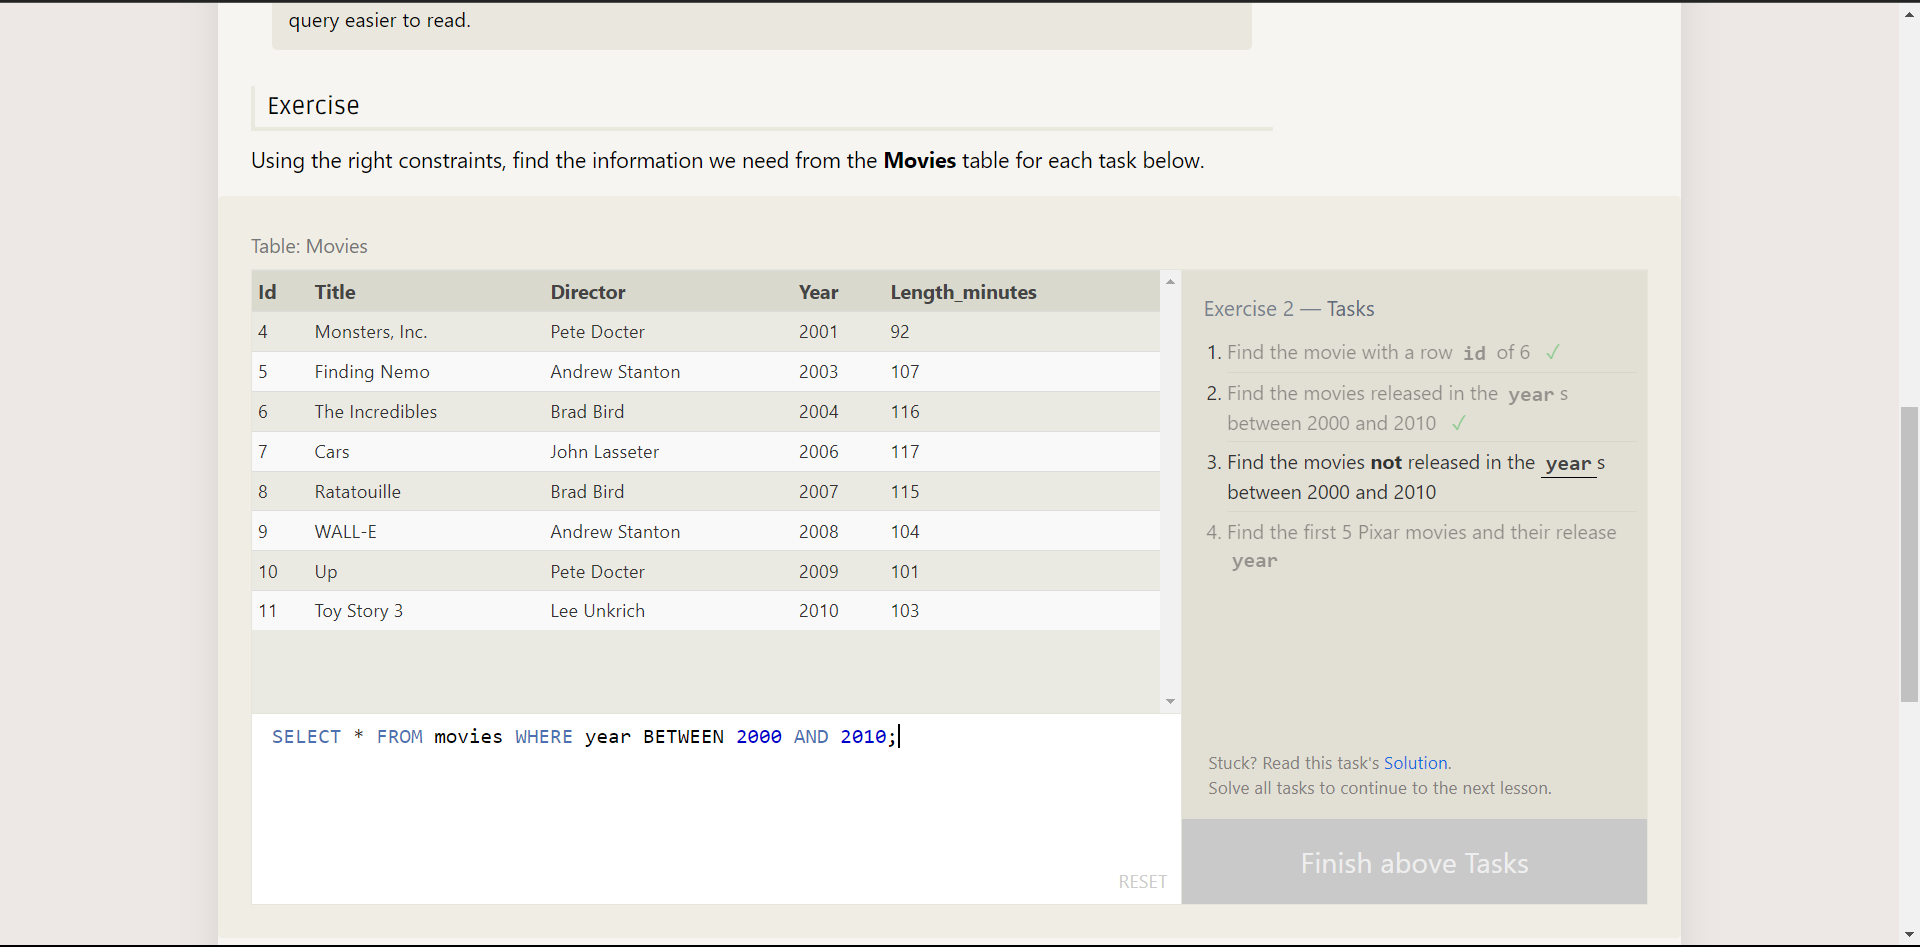 query easier to read.
Exercise
Using the right constraints, find the information we need from the Movies table for each task below.
Table: Movies
Id Title Director Year Length_minutes
4 Monsters, Inc. Pete Docter 2001 92
5 Finding Nemo Andrew Stanton 2003 107
6 The Incredibles Brad Bird 2004 116
7 Cars John Lasseter 2006 117
8 Ratatouille Brad Bird 2007 115
9 WALL-E Andrew Stanton 2008 104
10 Up Pete Docter 2009 101
11 Toy Story 3 Lee Unkrich 2010 103
SELECT * FROM movies WHERE year BETWEEN 2000 AND 2010;
RESET
Exercise 2 — Tasks
1. Find the movie with a row id of 6 ✓
2. Find the movies released in the year s
between 2000 and 2010 ✓
3. Find the movies not released in the year s
between 2000 and 2010
4. Find the first 5 Pixar movies and their release
year
Stuck? Read this task's Solution.
Solve all tasks to continue to the next lesson.
Finish above Tasks